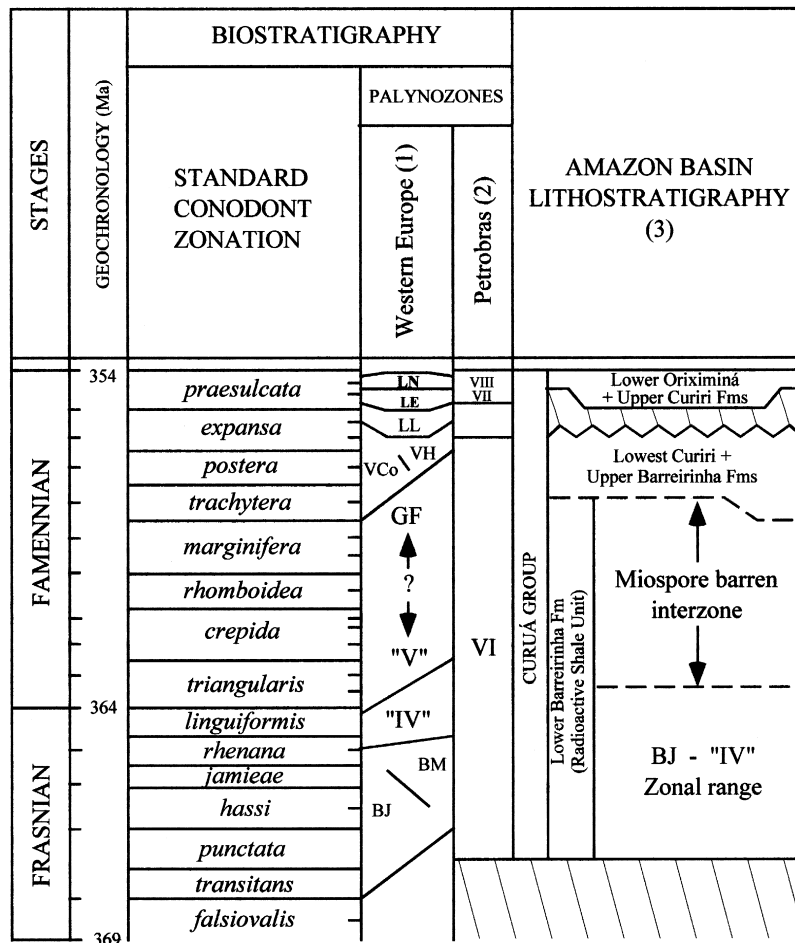 BIOSTRATIGRAPHY
STAGES
GEOCHRONOLOGY (Ma)
STANDARD
CONODONT
ZONATION
PALYNOZONES
Western Europe (1)
Petrobras (2)
AMAZON BASIN
LITHOSTRATIGRAPHY
(3)
354
364
369
FAMENNIAN
FRASNIAN
praesulcata
expansa
postera
trachytera
marginifera
rhomboidea
crepida
triangularis
linguiformis
rhenana
jamieae
hassi
punctata
transitans
falsiovalis
LN
LE
LL
VH
VCo
GF
?
"V"
"IV"
BM
BJ
VIII
VII
VI
CURUÁ GROUP
Lower Barreirinha Fm
(Radioactive Shale Unit)
Lower Oriximiná
+ Upper Curiri Fms
Lowest Curiri +
Upper Barreirinha Fms
Miospore barren
interzone
BJ - "IV"
Zonal range